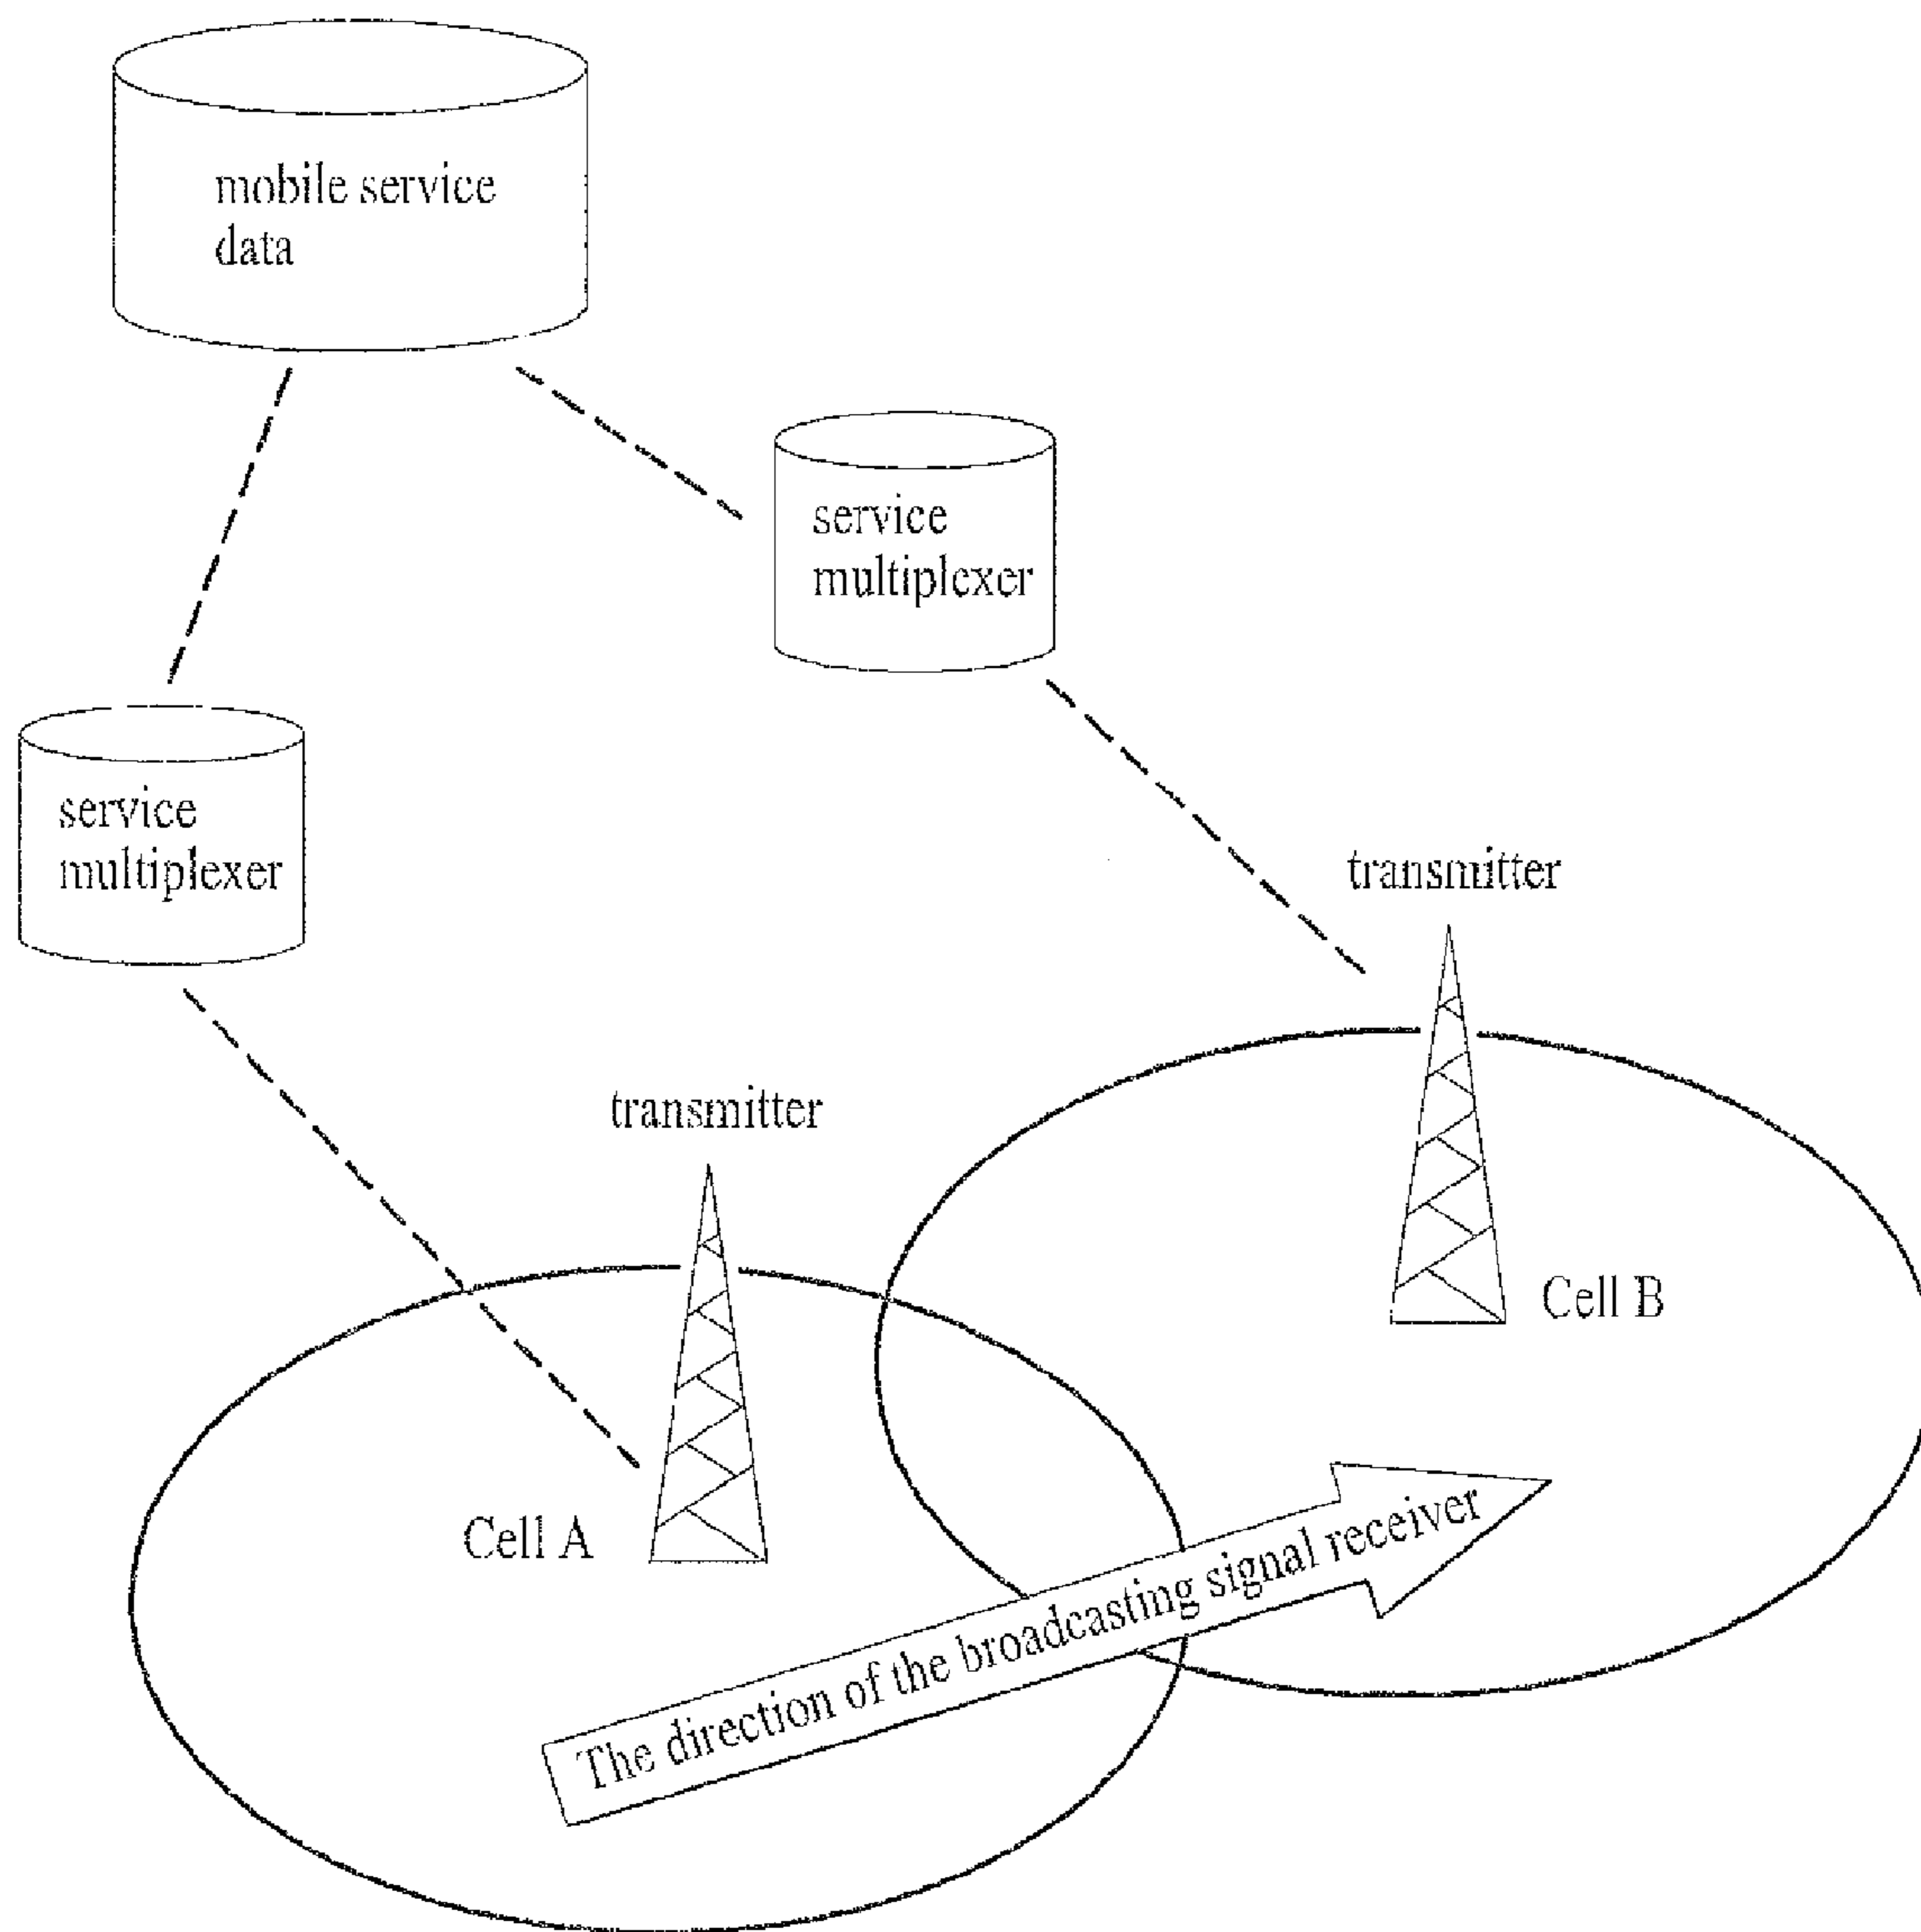 mobile service
data
service
multiplexer
service
multiplexer
transmitter
transmitter
Cell B
Cell A
The direction of the broadcasting signal receiver